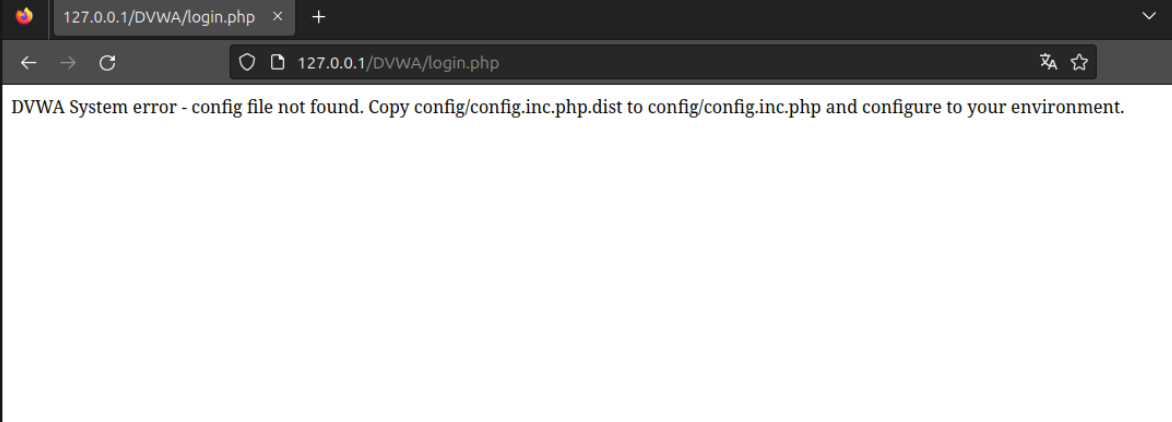 127.0.0.1/DVWA/login.php
127.0.0.1/DVWA/login.php
DVWA System error - config file not found. Copy config/config.inc.php.dist to config/config.inc.php and configure to your environment.